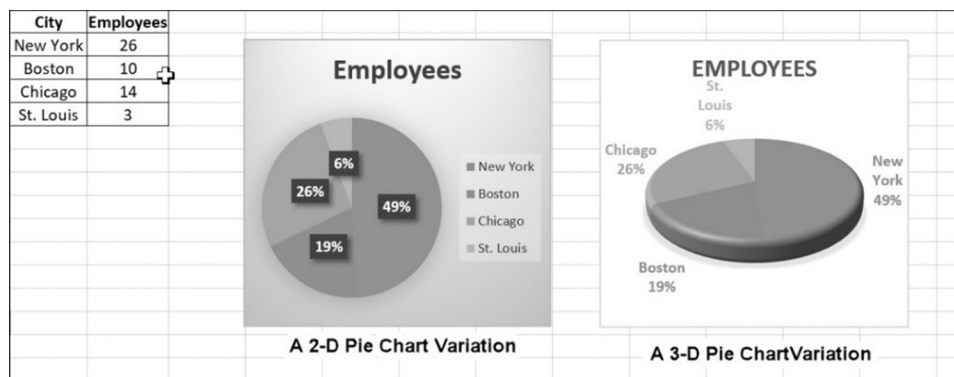 City Employees
New York 26
Boston 10
Chicago 14
St. Louis 3
Employees
6%
26%
49%
19%
New York
Boston
Chicago
St. Louis
A 2-D Pie Chart Variation
EMPLOYEES
St.
Louis
6%
Chicago
26%
New
York
49%
Boston
19%
A 3-D Pie ChartVariation